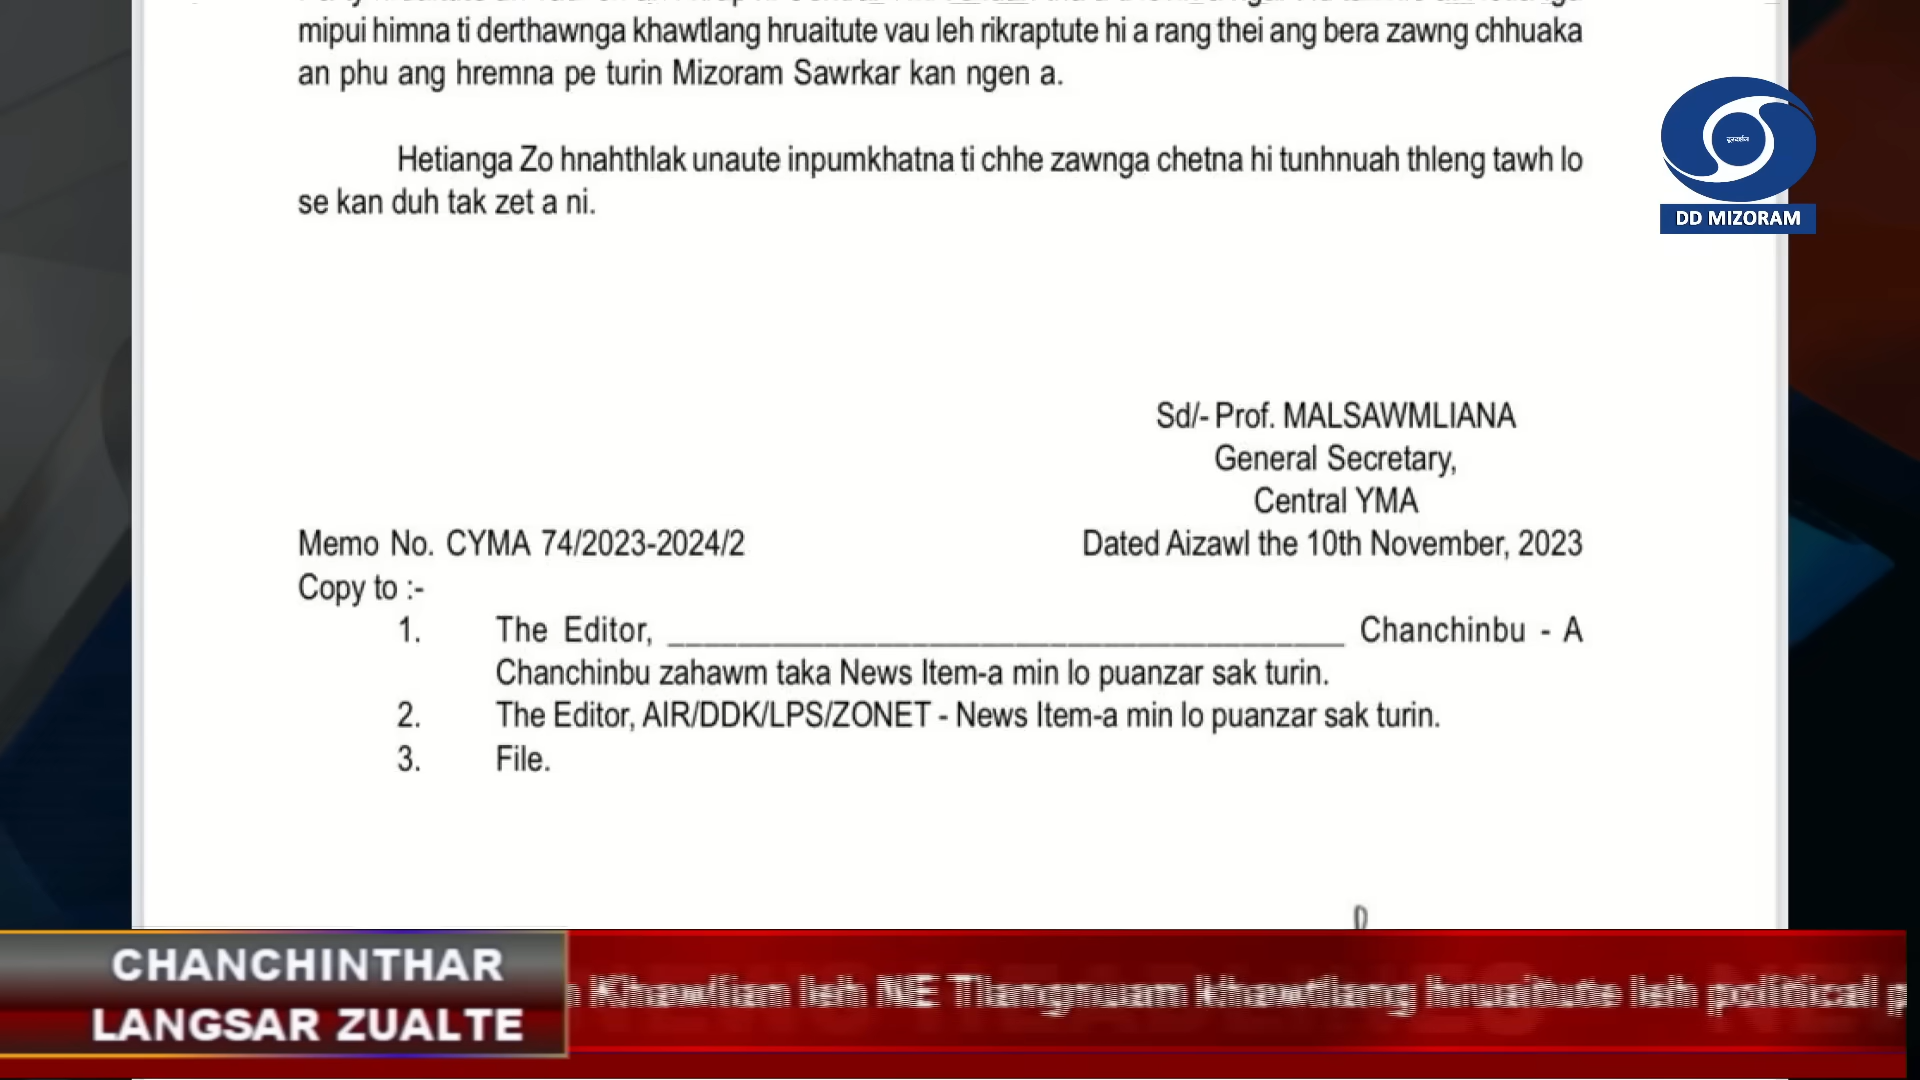 mipui himna ti derthawnga khawtlang hruaitute vau leh rikraptute hi a rang thei ang bera zawng chhuaka
an phu ang hremna pe turin Mizoram Sawrkar kan ngen a.
Hetianga Zo hnahthlak unaute inpumkhatna ti chhe zawnga chetna hi tunhnuah thleng tawh lo
se kan duh tak zet a ni.
DD MIZORAM
Sd/- Prof. MALSAWMLIANA
General Secretary,
Central YMA
Memo No. CYMA 74/2023-2024/2 Dated Aizawl the 10th November, 2023
Copy to :-
1. The Editor, ______________________________________ Chanchinbu - A
Chanchinbu zahawm taka News Item-a min lo puanzar sak turin.
2. The Editor, AIR/DDK/LPS/ZONET - News Item-a min lo puanzar sak turin.
3. File.
CHANCHINTHAR
LANGSAR ZUALTE
Khawlian leh NE Tlangnuam khawtlang hruaitute leh political